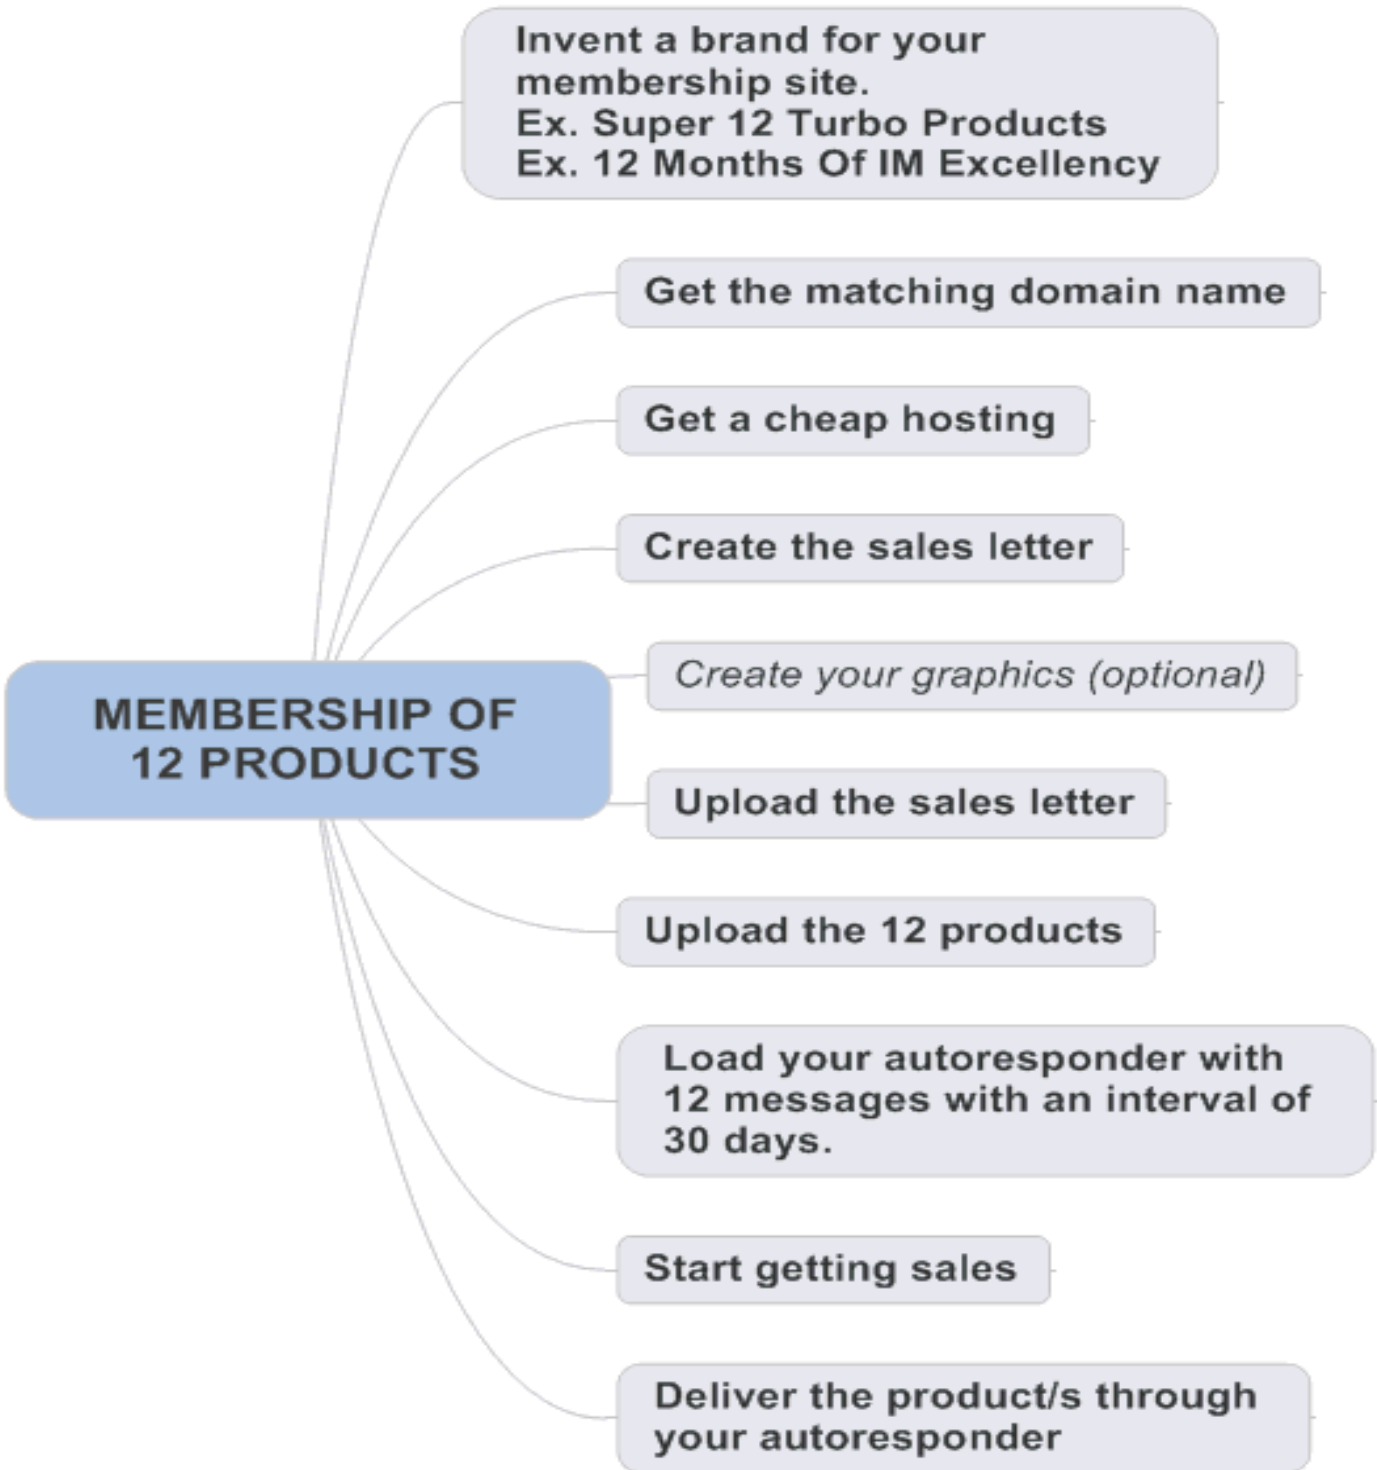 Invent a brand for your
membership site.
Ex. Super 12 Turbo Products
Ex. 12 Months Of IM Excellency
Get the matching domain name
Get a cheap hosting
Create the sales letter
Create your graphics (optional)
MEMBERSHIP OF
12 PRODUCTS
Upload the sales letter
Upload the 12 products
Load your autoresponder with
12 messages with an interval of
30 days.
Start getting sales
Deliver the product/s through
your autoresponder